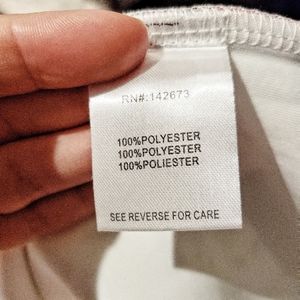 RN#:142673
100%POLYESTER
100%POLYESTER
100%POLIESTER
SEE REVERSE FOR CARE